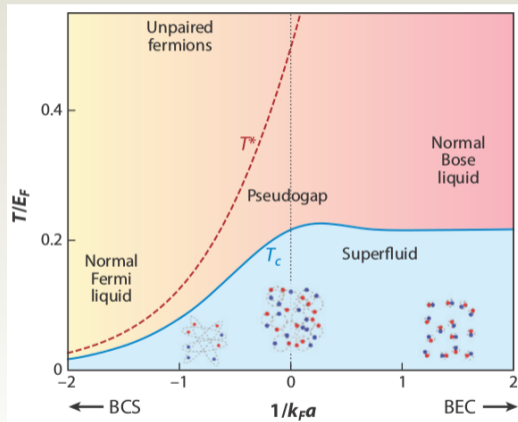 Unpaired
fermions
0.4
T*
Normal
Bose
liquid
T/E_F
Pseudogap
0.2
T_c
Superfluid
Normal
Fermi
liquid
0
−2
−1
0
1
2
← BCS
1/k_F a
BEC →